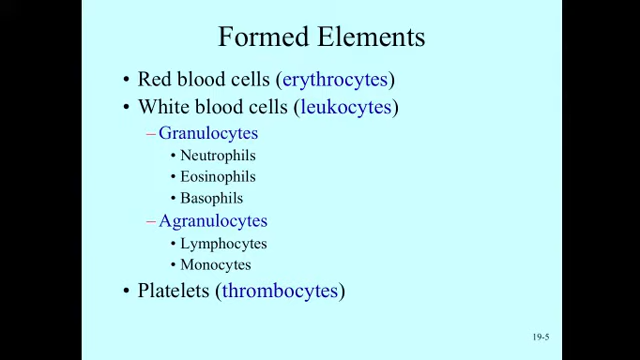 Formed Elements
• Red blood cells (erythrocytes)
• White blood cells (leukocytes)
– Granulocytes
• Neutrophils
• Eosinophils
• Basophils
– Agranulocytes
• Lymphocytes
• Monocytes
• Platelets (thrombocytes)
19-5